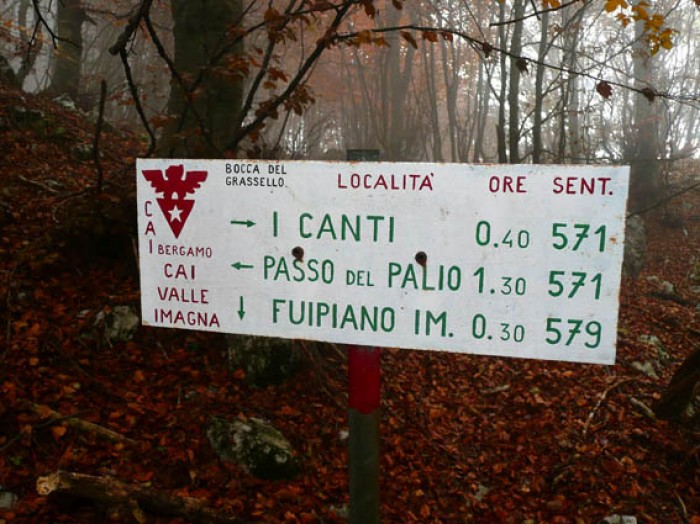 BOCCA DEL
GRASSELLO
LOCALITA' ORE SENT.
→ I CANTI 0.40 571
← PASSO DEL PALIO 1.30 571
↓ FUIPIANO IM. 0.30 579
CAI
BERGAMO
CAI
VALLE
IMAGNA